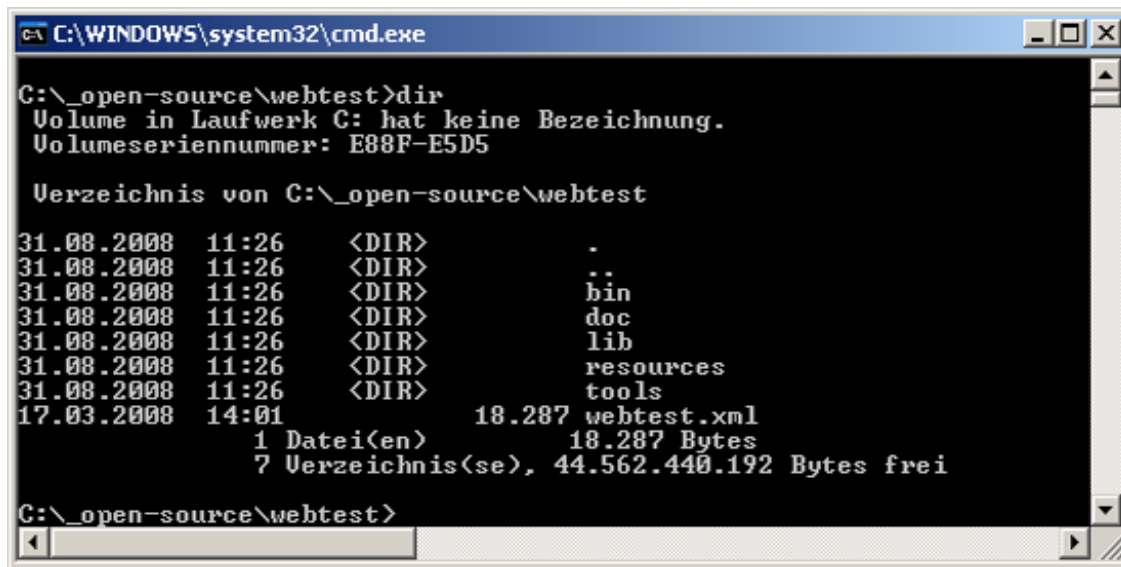 C:\WINDOWS\system32\cmd.exe
C:\_open-source\webtest>dir
Volume in Laufwerk C: hat keine Bezeichnung.
Volumeseriennummer: E88F-E5D5
Verzeichnis von C:\_open-source\webtest
31.08.2008  11:26    <DIR>          .
31.08.2008  11:26    <DIR>          ..
31.08.2008  11:26    <DIR>          bin
31.08.2008  11:26    <DIR>          doc
31.08.2008  11:26    <DIR>          lib
31.08.2008  11:26    <DIR>          resources
31.08.2008  11:26    <DIR>          tools
17.03.2008  14:01            18.287 webtest.xml
1 Datei(en)         18.287 Bytes
7 Verzeichnis(se), 44.562.440.192 Bytes frei
C:\_open-source\webtest>